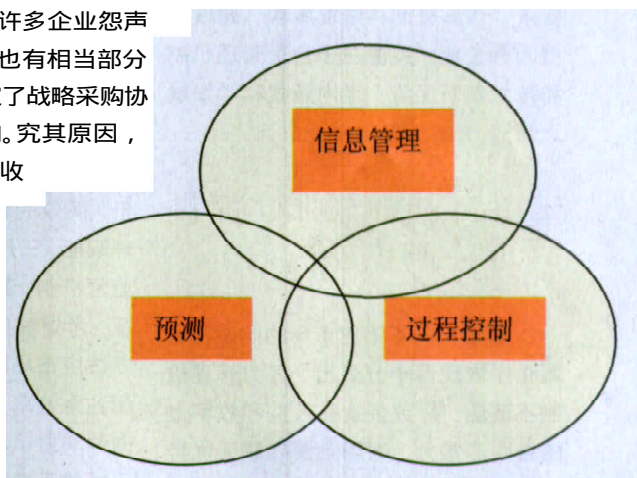 许多企业怨声
也有相当部分
了战略采购协
。究其原因，
收
信息管理
预测
过程控制